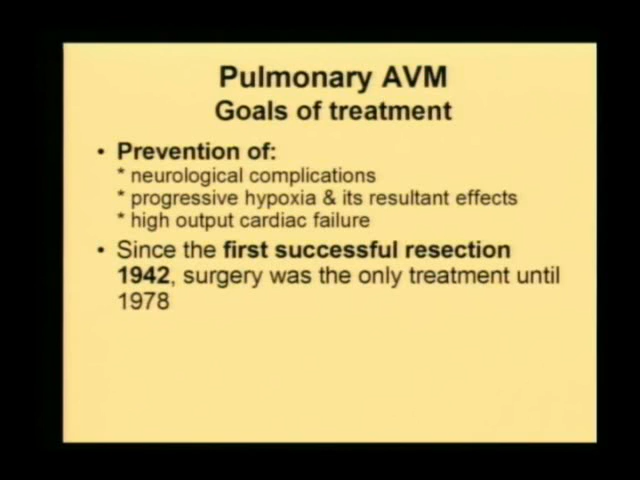 Pulmonary AVM
Goals of treatment
• Prevention of:
* neurological complications
* progressive hypoxia & its resultant effects
* high output cardiac failure
• Since the first successful resection
1942, surgery was the only treatment until
1978